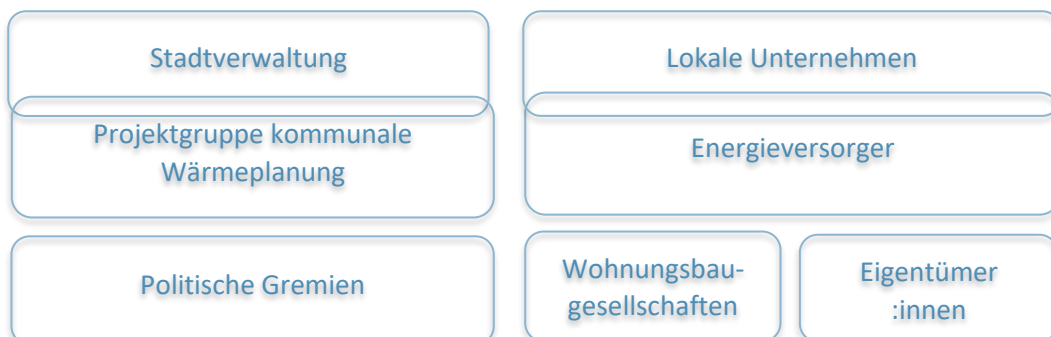 Stadtverwaltung
Lokale Unternehmen
Projektgruppe kommunale
Wärmeplanung
Energieversorger
Politische Gremien
Wohnungsbau-
gesellschaften
Eigentümer
:innen